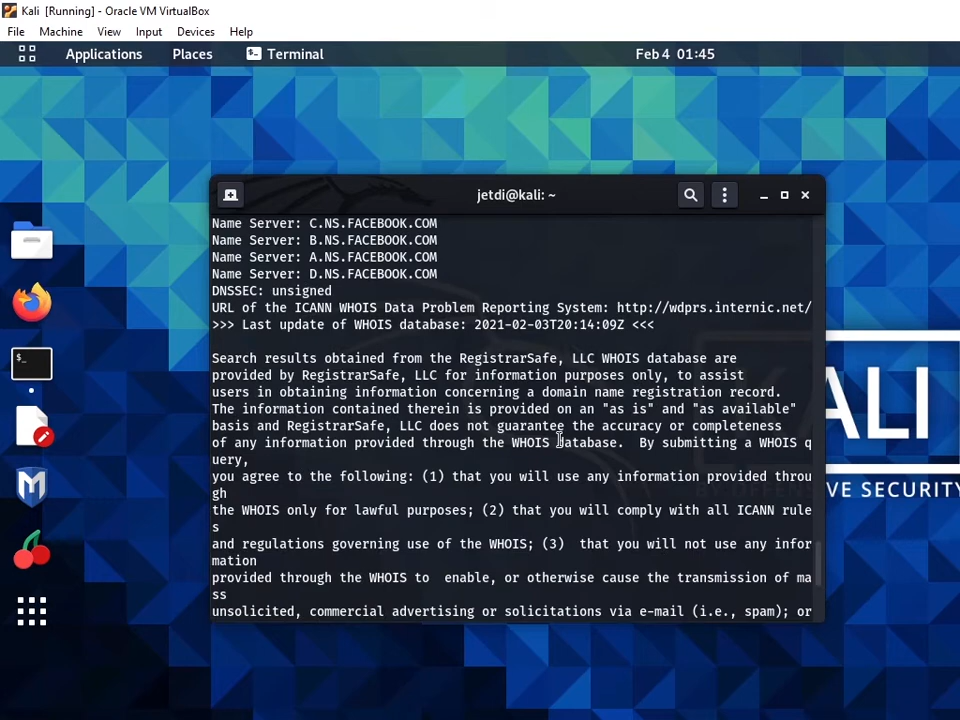 Kali [Running] - Oracle VM VirtualBox
File Machine View Input Devices Help
Applications Places Terminal Feb 4 01:45
jetdi@kali: ~
Name Server: C.NS.FACEBOOK.COM
Name Server: B.NS.FACEBOOK.COM
Name Server: A.NS.FACEBOOK.COM
Name Server: D.NS.FACEBOOK.COM
DNSSEC: unsigned
URL of the ICANN WHOIS Data Problem Reporting System: http://wdprs.internic.net/
>>> Last update of WHOIS database: 2021-02-03T20:14:09Z <<<
Search results obtained from the RegistrarSafe, LLC WHOIS database are
provided by RegistrarSafe, LLC for information purposes only, to assist
users in obtaining information concerning a domain name registration record.
The information contained therein is provided on an "as is" and "as available"
basis and RegistrarSafe, LLC does not guarantee the accuracy or completeness
of any information provided through the WHOIS database.  By submitting a WHOIS q
uery,
you agree to the following: (1) that you will use any information provided throu
gh
the WHOIS only for lawful purposes; (2) that you will comply with all ICANN rule
s
and regulations governing use of the WHOIS; (3)  that you will not use any infor
mation
provided through the WHOIS to  enable, or otherwise cause the transmission of ma
ss
unsolicited, commercial advertising or solicitations via e-mail (i.e., spam); or
$_
ALI
VE SECURITY